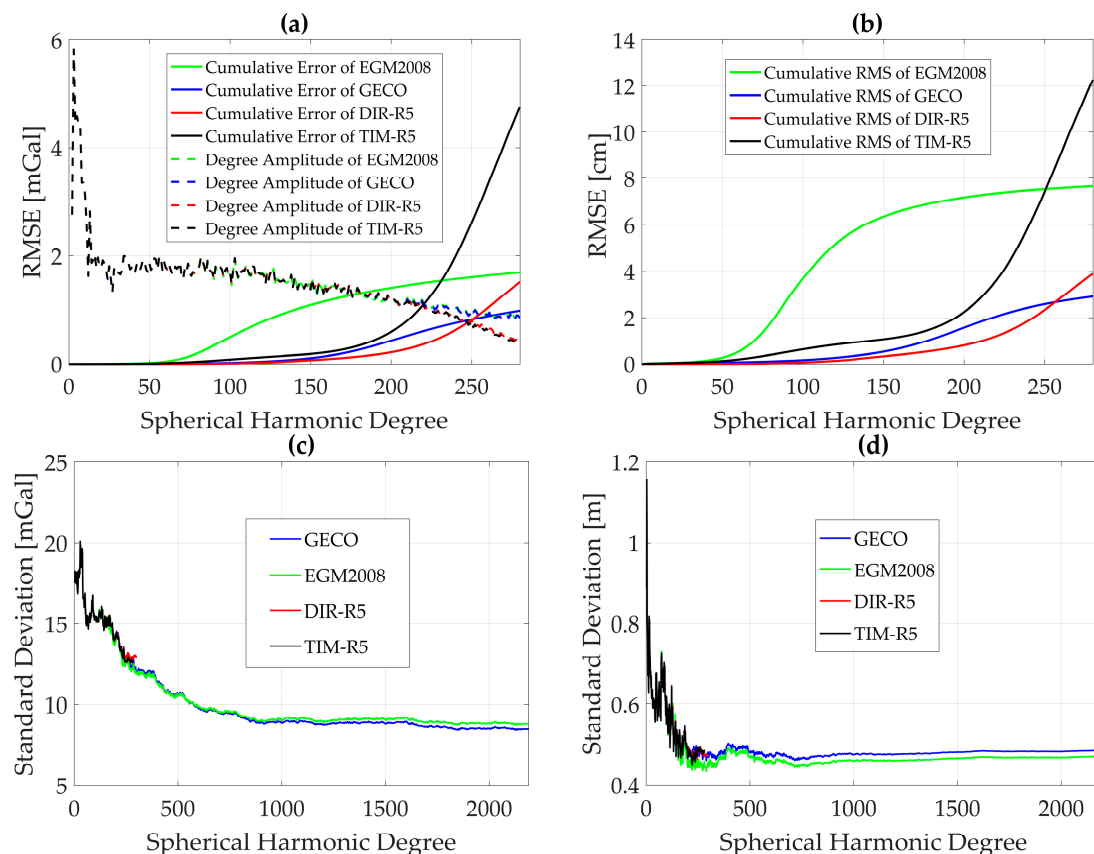 (a)
6
4
2
0
RMSE [mGal]
Cumulative Error of EGM2008
Cumulative Error of GECO
Cumulative Error of DIR-R5
Cumulative Error of TIM-R5
Degree Amplitude of EGM2008
Degree Amplitude of GECO
Degree Amplitude of DIR-R5
Degree Amplitude of TIM-R5
0 50 100 150 200 250
Spherical Harmonic Degree
(b)
14
12
10
8
6
4
2
0
RMSE [cm]
Cumulative RMS of EGM2008
Cumulative RMS of GECO
Cumulative RMS of DIR-R5
Cumulative RMS of TIM-R5
0 50 100 150 200 250
Spherical Harmonic Degree
(c)
25
20
15
10
5
Standard Deviation [mGal]
GECO
EGM2008
DIR-R5
TIM-R5
0 500 1000 1500 2000
Spherical Harmonic Degree
(d)
1.2
1
0.8
0.6
0.4
Standard Deviation [m]
GECO
EGM2008
DIR-R5
TIM-R5
0 500 1000 1500 2000
Spherical Harmonic Degree